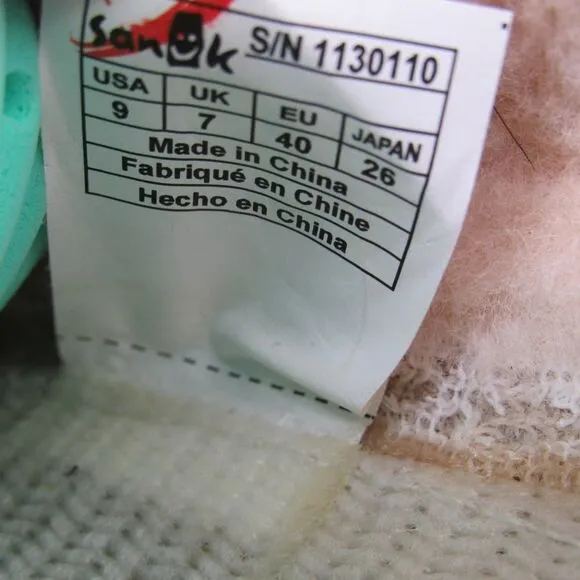 Sanuk S/N 1130110
USA UK EU JAPAN
9 7 40 26
Made in China
Fabriqué en Chine
Hecho en China